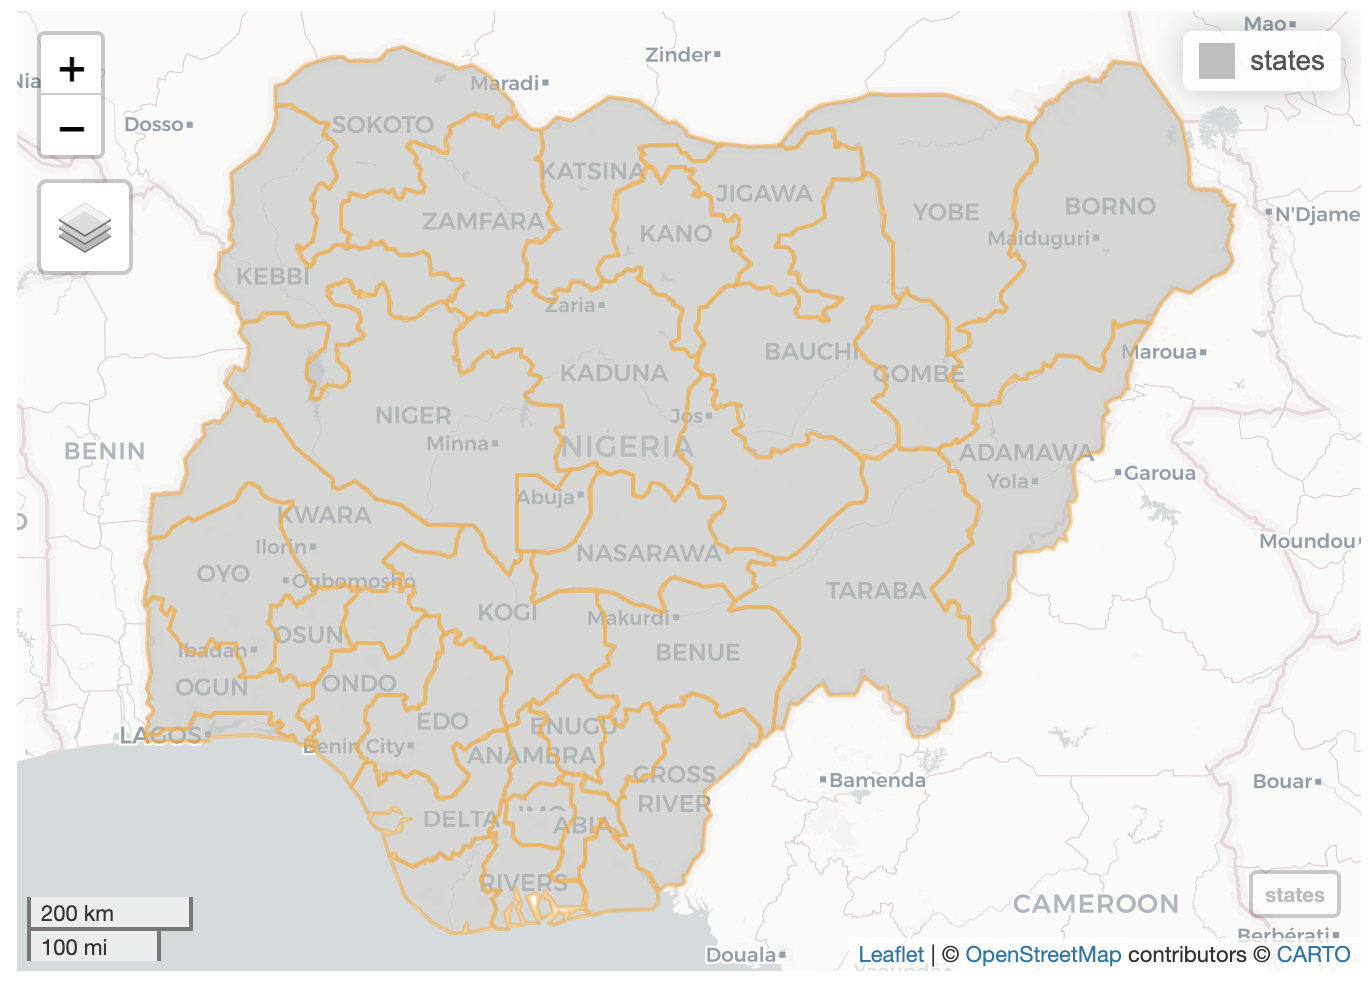 Mao
Zinder
states
+
Nia
Maradi
Dosso
SOKOTO
−
KATSINA
JIGAWA
ZAMFARA
KANO
YOBE
BORNO
N'Djame
Maiduguri
KEBBI
Zaria
BAUCHI
Maroua
KADUNA
GOMBE
NIGER
Jos
Minna
NIGERIA
BENIN
ADAMAWA
Garoua
Yola
Abuja
KWARA
Ilorin
NASARAWA
Moundou
OYO
Ogbomosho
TARABA
KOGI
Makurdi
OSUN
Ibadan
BENUE
OGUN
ONDO
EDO
ENUGU
LAGOS
Benin City
ANAMBRA
CROSS
RIVER
Bamenda
Bouar
DELTA
IMO
ABIA
RIVERS
states
CAMEROON
200 km
100 mi
Berbérati
Douala
Leaflet | © OpenStreetMap contributors © CARTO